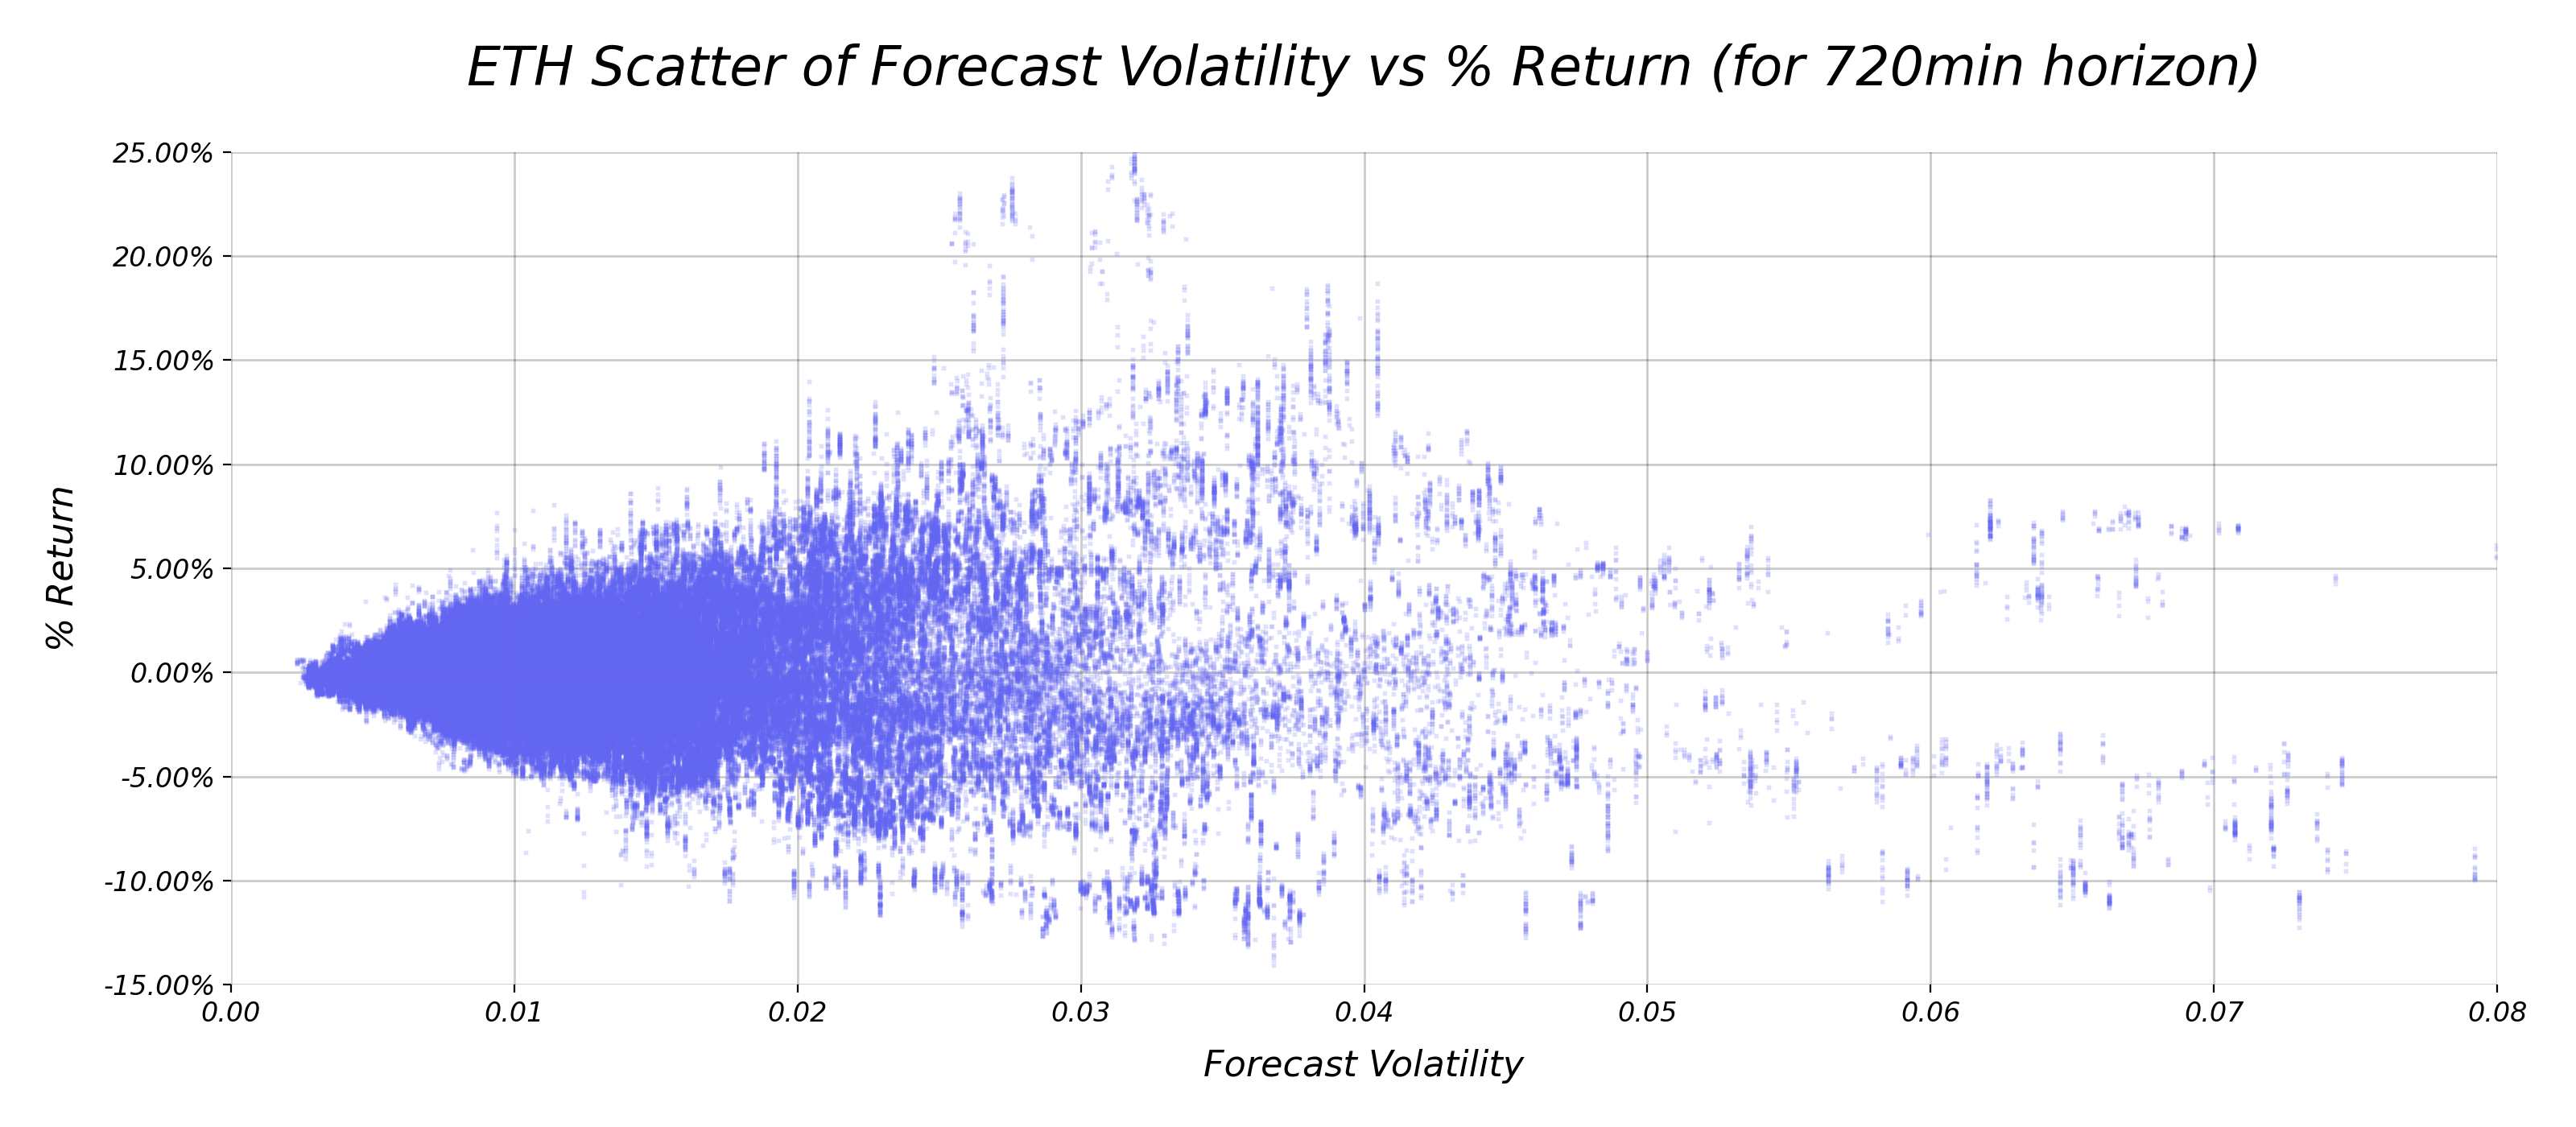 ETH Scatter of Forecast Volatility vs % Return (for 720min horizon)
25.00%
20.00%
15.00%
10.00%
5.00%
0.00%
-5.00%
-10.00%
-15.00%
% Return
0.00 0.01 0.02 0.03 0.04 0.05 0.06 0.07 0.08
Forecast Volatility